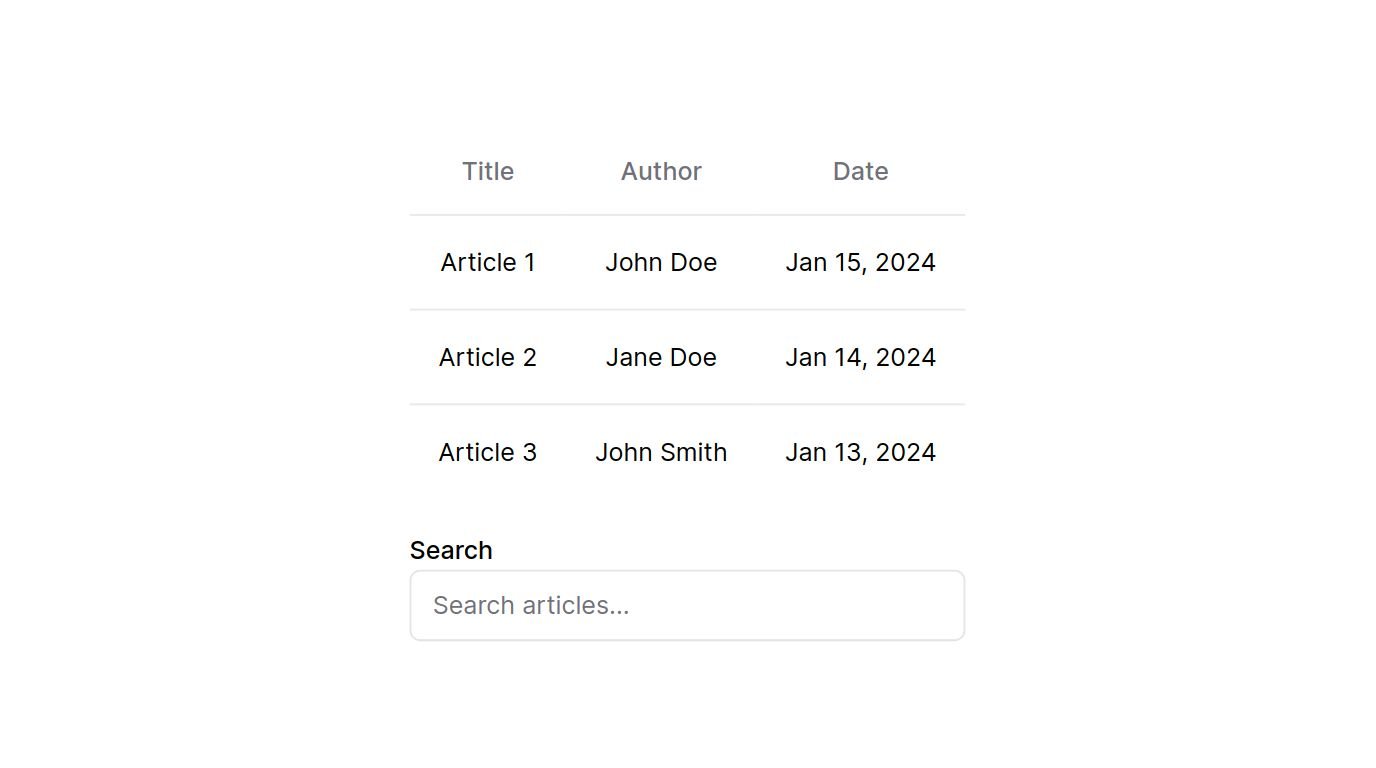 Title Author Date
Article 1 John Doe Jan 15, 2024
Article 2 Jane Doe Jan 14, 2024
Article 3 John Smith Jan 13, 2024
Search
Search articles...